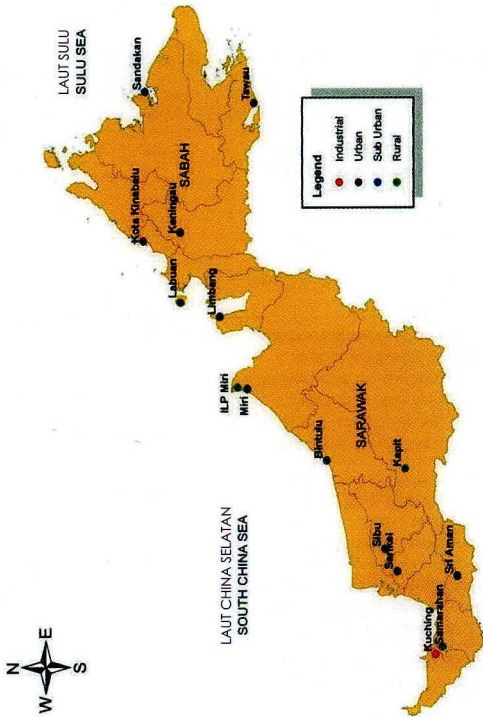 N
W E
S
LAUT SULU
SULU SEA
LAUT CHINA SELATAN
SOUTH CHINA SEA
Sandakan
Kota Kinabalu
Keningau
SABAH
Tawau
Labuan
Limbang
ILP Miri
Miri
Bintulu
SARAWAK
Kapit
Sibu
Sarikei
Sri Aman
Kuching
Samarahan
Legend
Industrial
Urban
Sub Urban
Rural